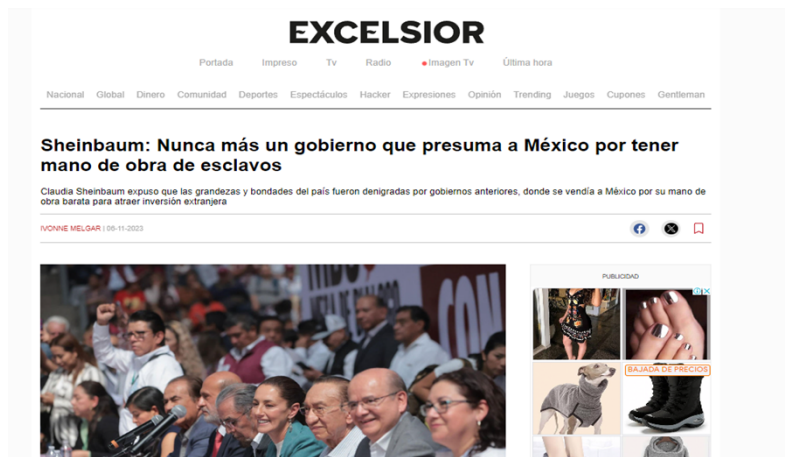 EXCELSIOR
Portada Impreso Tv Radio Imagen Tv Última hora
Nacional Global Dinero Comunidad Deportes Espectáculos Hacker Expresiones Opinión Trending Juegos Cupones Gentleman
Sheinbaum: Nunca más un gobierno que presuma a México por tener
mano de obra de esclavos
Claudia Sheinbaum expuso que las grandezas y bondades del país fueron denigradas por gobiernos anteriores, donde se vendía a México por su mano de
obra barata para atraer inversión extranjera
IVONNE MELGAR | 06-11-2023
PUBLICIDAD
CON
BAJADA DE PRECIOS